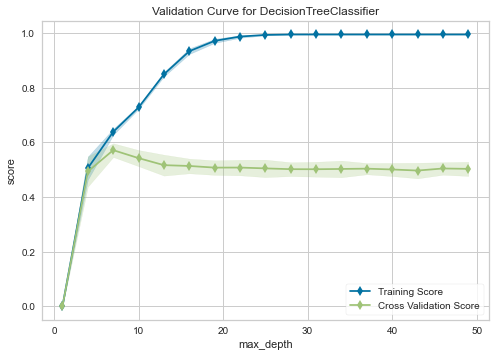 Validation Curve for DecisionTreeClassifier
score
1.0
0.8
0.6
0.4
0.2
0.0
0
10
20
30
40
50
max_depth
Training Score
Cross Validation Score